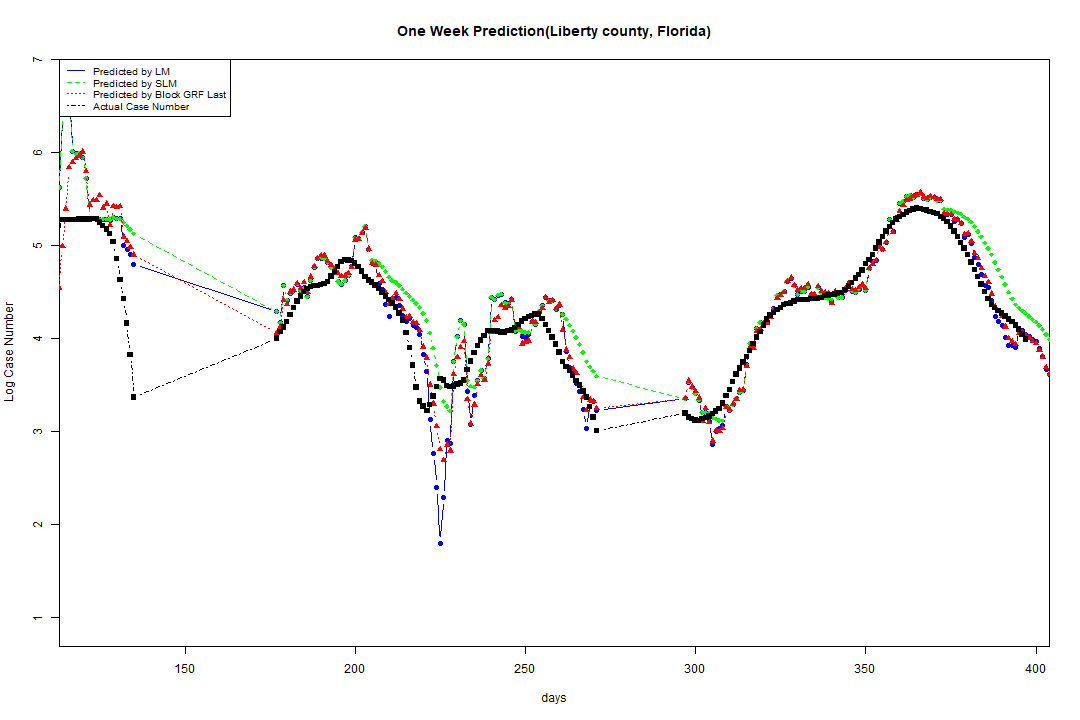 One Week Prediction(Liberty county, Florida)
Predicted by LM
Predicted by SLM
Predicted by Block GRF Last
Actual Case Number
7
6
5
4
3
2
1
Log Case Number
150
200
250
300
350
400
days